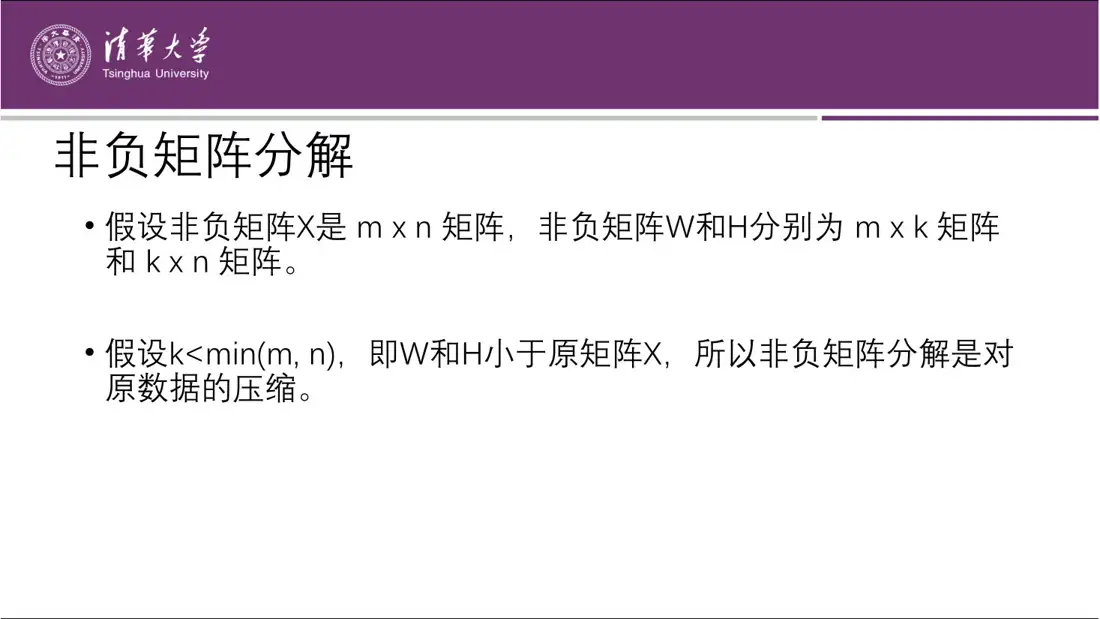 清华大学
Tsinghua University
非负矩阵分解
• 假设非负矩阵X是 m x n 矩阵，非负矩阵W和H分别为 m x k 矩阵
和 k x n 矩阵。
• 假设k<min(m, n)，即W和H小于原矩阵X，所以非负矩阵分解是对
原数据的压缩。